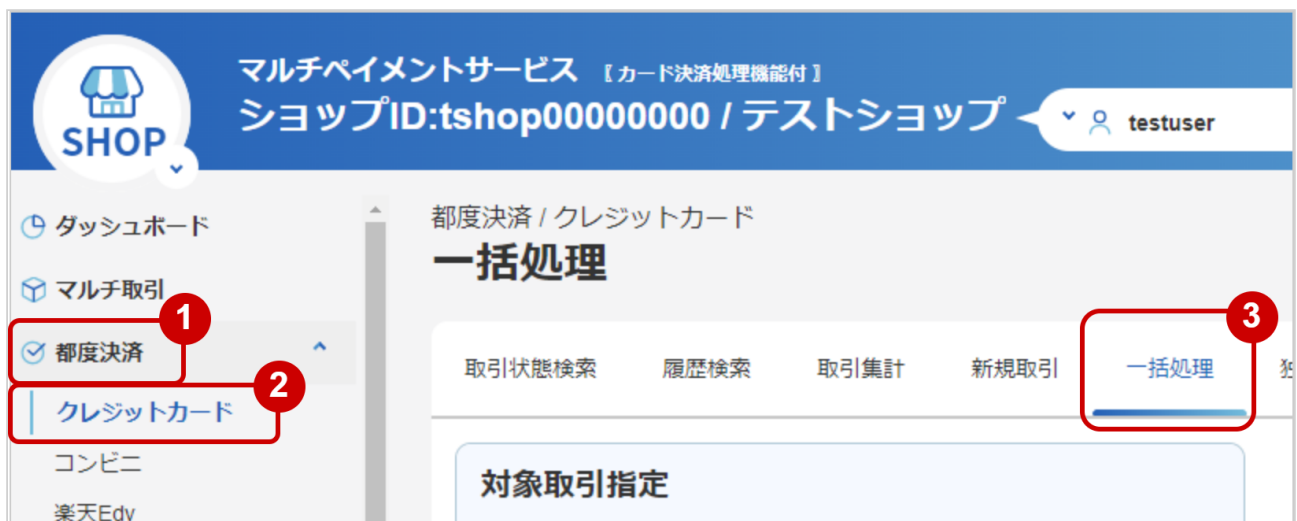 マルチペイメントサービス 〖カード決済処理機能付〗
ショップID:tshop00000000 / テストショップ
testuser
SHOP
ダッシュボード
マルチ取引
1
都度決済
2
クレジットカード
コンビニ
楽天Edy
都度決済 / クレジットカード
一括処理
3
取引状態検索 履歴検索 取引集計 新規取引 一括処理
対象取引指定